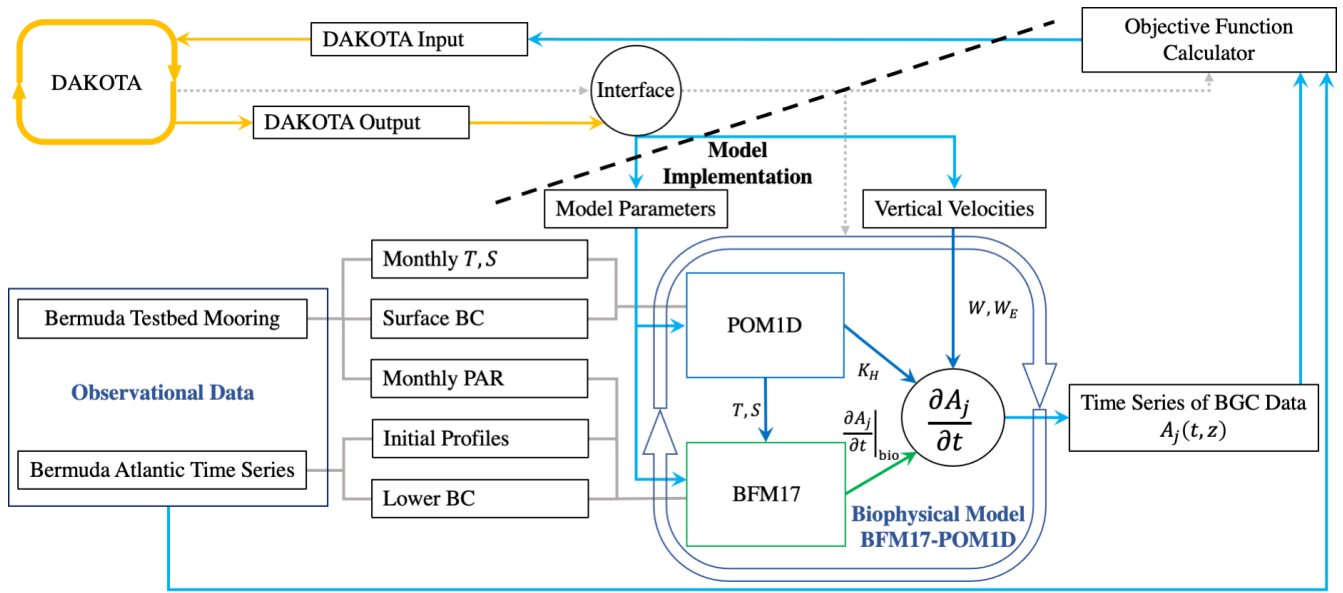 Objective Function
Calculator
DAKOTA Input
DAKOTA
Interface
DAKOTA Output
Model
Implementation
Model Parameters
Vertical Velocities
Monthly T, S
Bermuda Testbed Mooring
Surface BC
POM1D
W, W_E
Observational Data
Monthly PAR
K_H
T, S
∂A_j/∂t
∂A_j/∂t|_bio
Time Series of BGC Data
A_j(t, z)
Initial Profiles
Bermuda Atlantic Time Series
Lower BC
BFM17
Biophysical Model
BFM17-POM1D